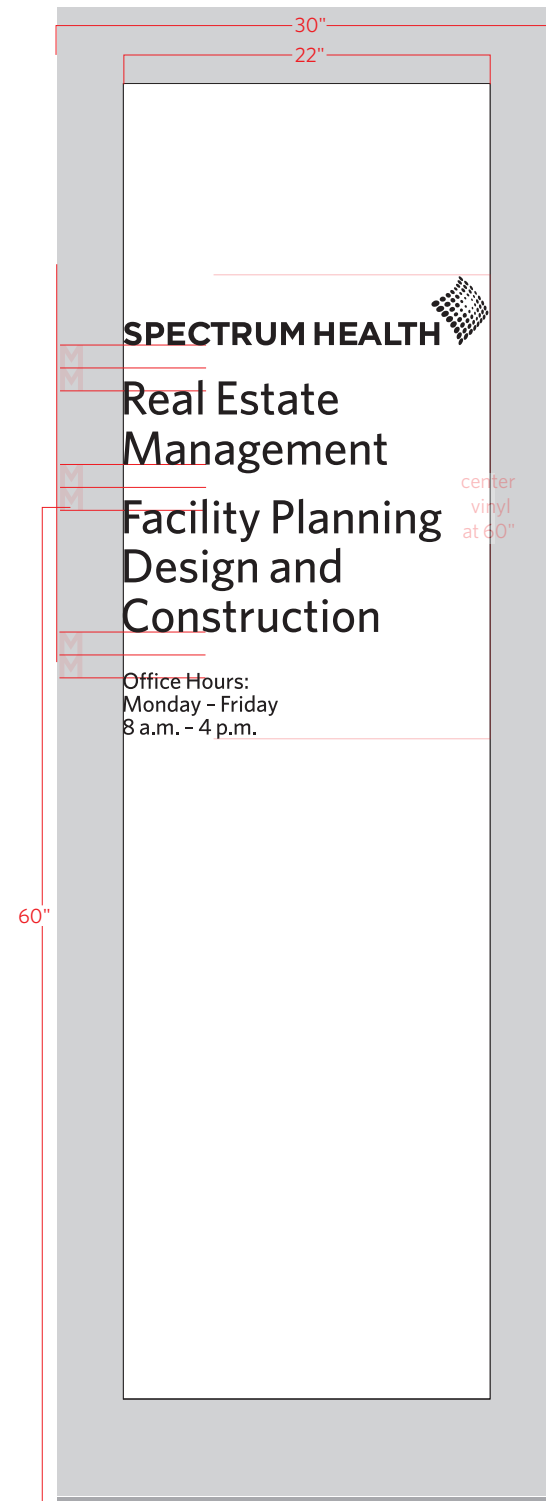 30"
22"
SPECTRUM HEALTH
M
M
Real Estate
Management
M
M
center
vinyl
at 60"
Facility Planning
Design and
Construction
M
M
Office Hours:
Monday – Friday
8 a.m. – 4 p.m.
60"